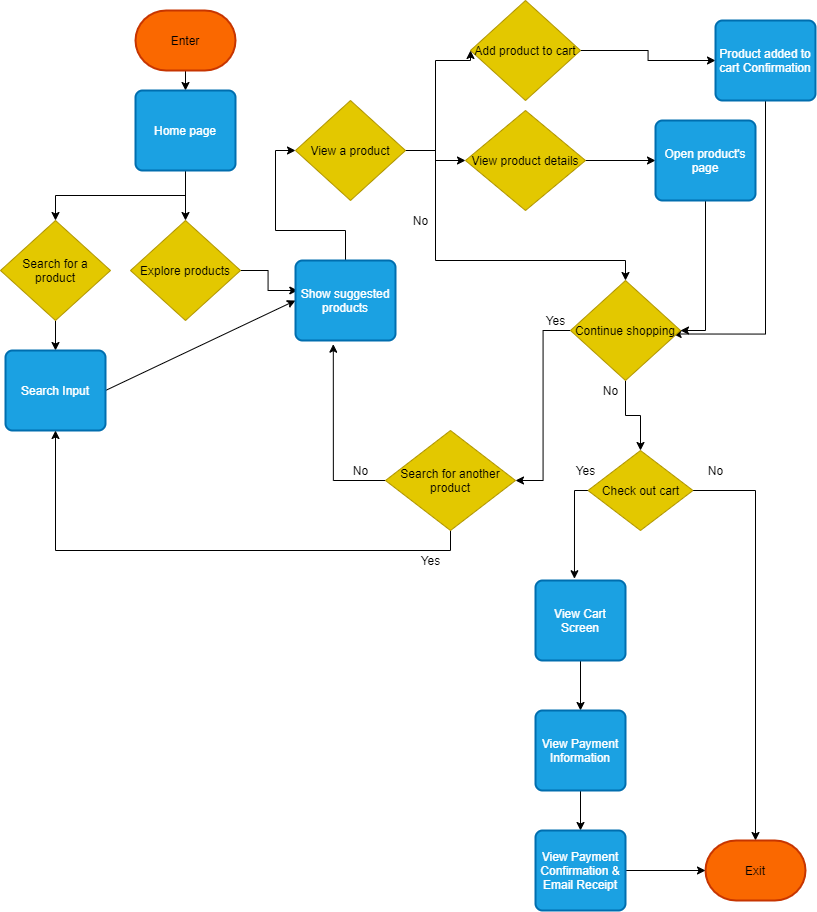 Enter
Home page
Search for a
product
Explore products
Search Input
Show suggested
products
View a product
Add product to cart
Product added to
cart Confirmation
View product details
Open product's
page
No
Continue shopping
Yes
No
Search for another
product
No
Yes
Check out cart
Yes
No
View Cart
Screen
View Payment
Information
View Payment
Confirmation &
Email Receipt
Exit